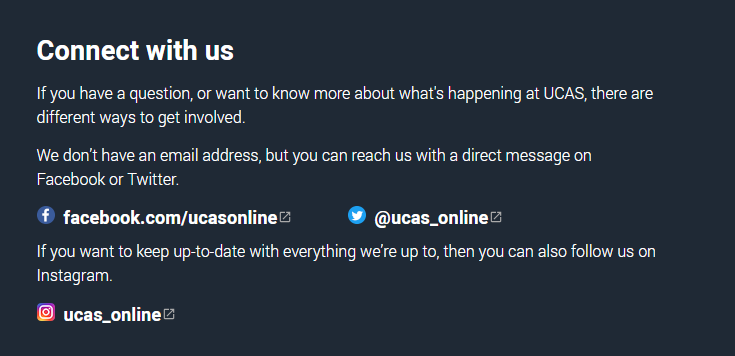 Connect with us
If you have a question, or want to know more about what's happening at UCAS, there are
different ways to get involved.
We don’t have an email address, but you can reach us with a direct message on
Facebook or Twitter.
facebook.com/ucasonline @ucas_online
If you want to keep up-to-date with everything we’re up to, then you can also follow us on
Instagram.
ucas_online